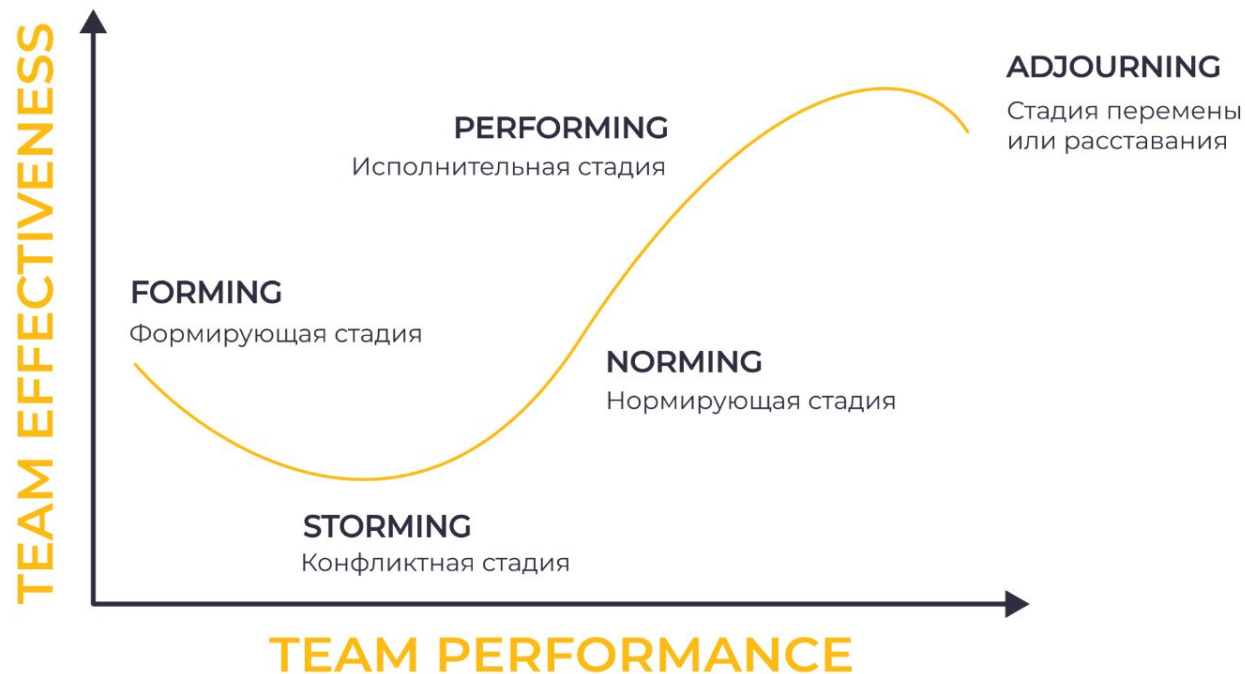 TEAM EFFECTIVENESS
ADJOURNING
Стадия перемены
или расставания
PERFORMING
Исполнительная стадия
FORMING
Формирующая стадия
NORMING
Нормирующая стадия
STORMING
Конфликтная стадия
TEAM PERFORMANCE